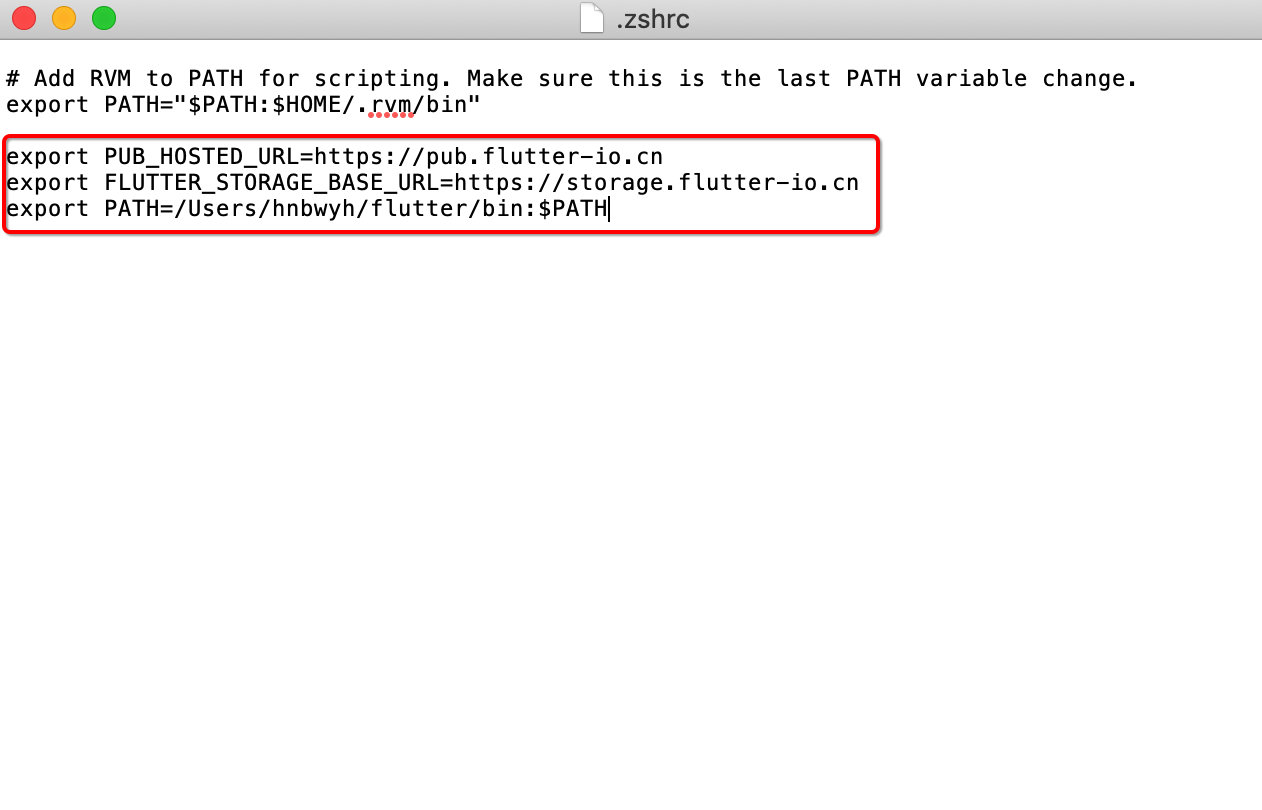 .zshrc
# Add RVM to PATH for scripting. Make sure this is the last PATH variable change.
export PATH="$PATH:$HOME/.rvm/bin"
export PUB_HOSTED_URL=https://pub.flutter-io.cn
export FLUTTER_STORAGE_BASE_URL=https://storage.flutter-io.cn
export PATH=/Users/hnbwyh/flutter/bin:$PATH